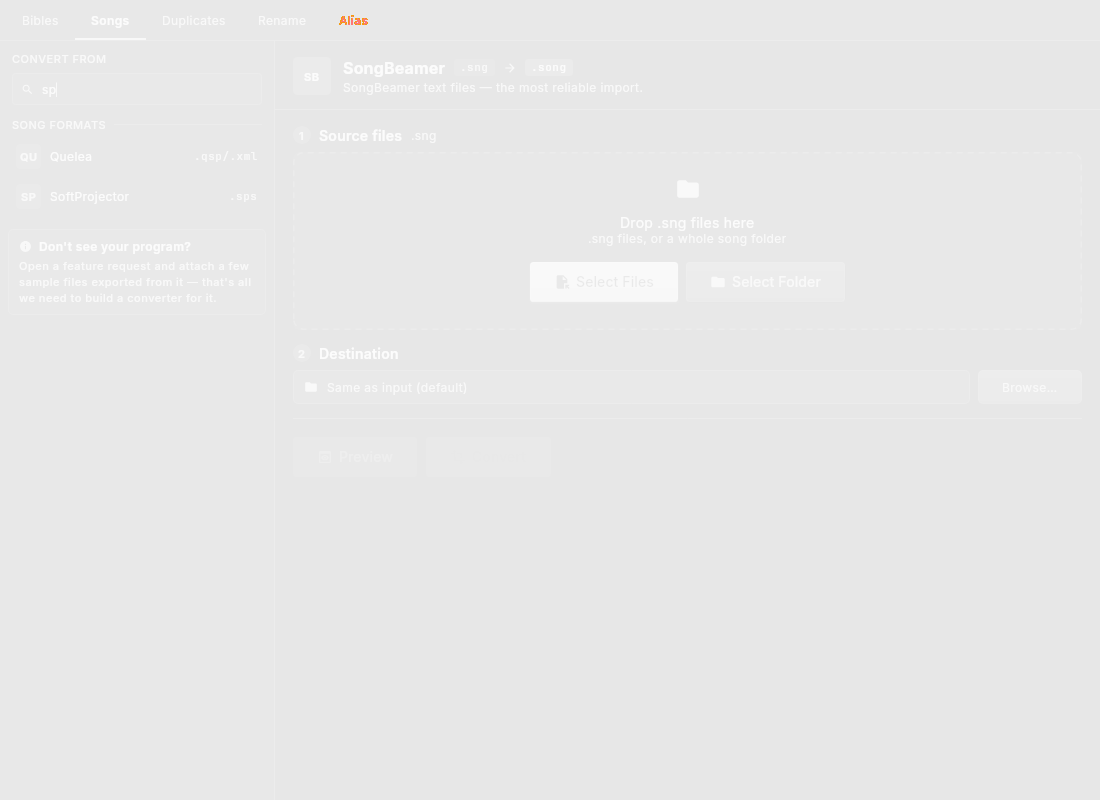 Bibles Songs Duplicates Rename Alias
CONVERT FROM
sp
SONG FORMATS
QU Quelea .qsp/.xml
SP SoftProjector .sps
Don't see your program?
Open a feature request and attach a few
sample files exported from it — that's all
we need to build a converter for it.
SB SongBeamer .sng → .song
SongBeamer text files — the most reliable import.
1 Source files .sng
Drop .sng files here
.sng files, or a whole song folder
Select Files Select Folder
2 Destination
Same as input (default) Browse...
Preview